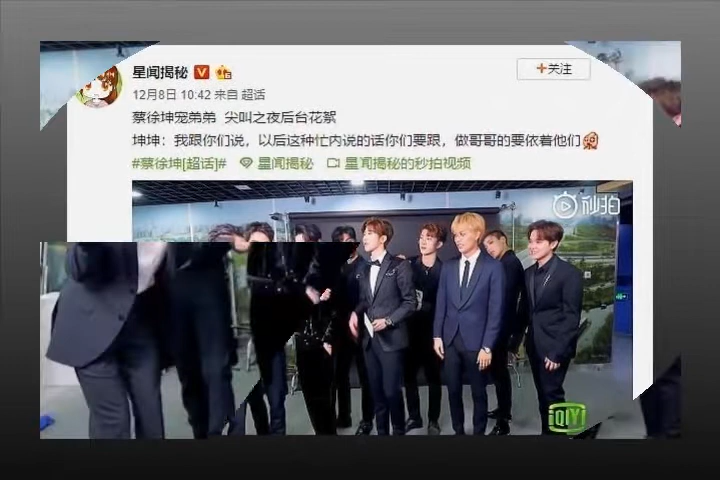 星闻揭秘
+关注
12月8日 10:42 来自 超话
蔡徐坤宠弟弟 尖叫之夜后台花絮
坤坤：我跟你们说，以后这种忙内说的话你们要跟，做哥哥的要依着他们
#蔡徐坤[超话]# 星闻揭秘 星闻揭秘的秒拍视频
秒拍
iQIYI